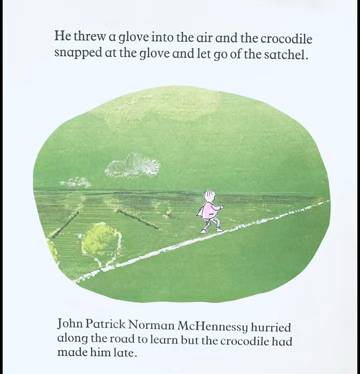 He threw a glove into the air and the crocodile
snapped at the glove and let go of the satchel.
John Patrick Norman McHennessy hurried
along the road to learn but the crocodile had
made him late.